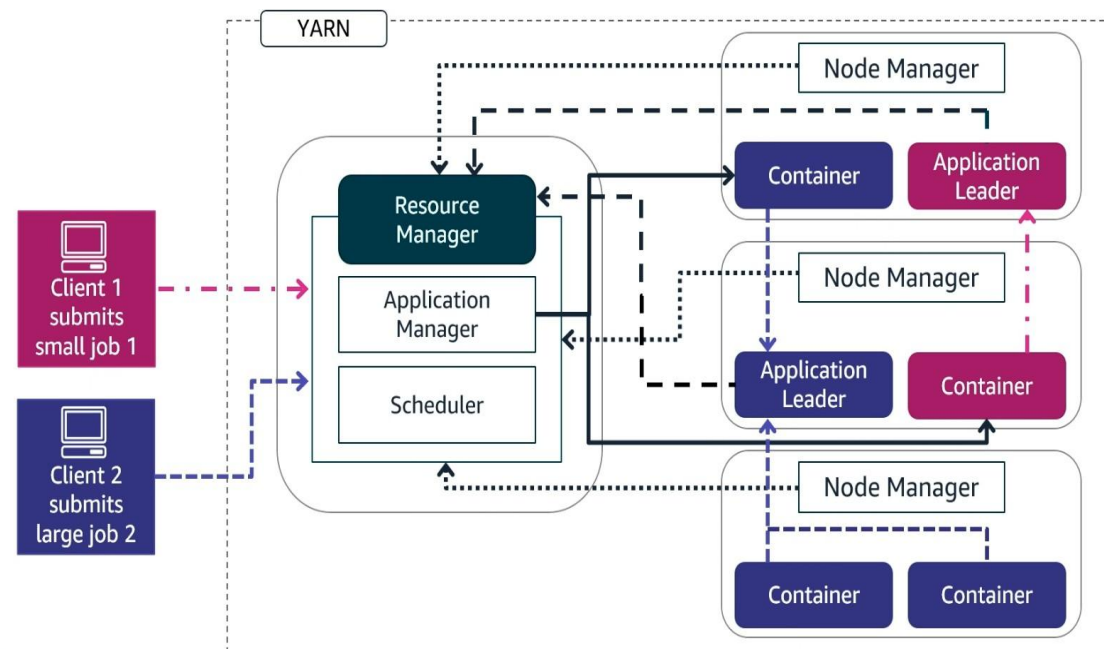 YARN
Node Manager
Container
Application
Leader
Resource
Manager
Client 1
submits
small job 1
Application
Manager
Node Manager
Scheduler
Application
Leader
Container
Client 2
submits
large job 2
Node Manager
Container
Container